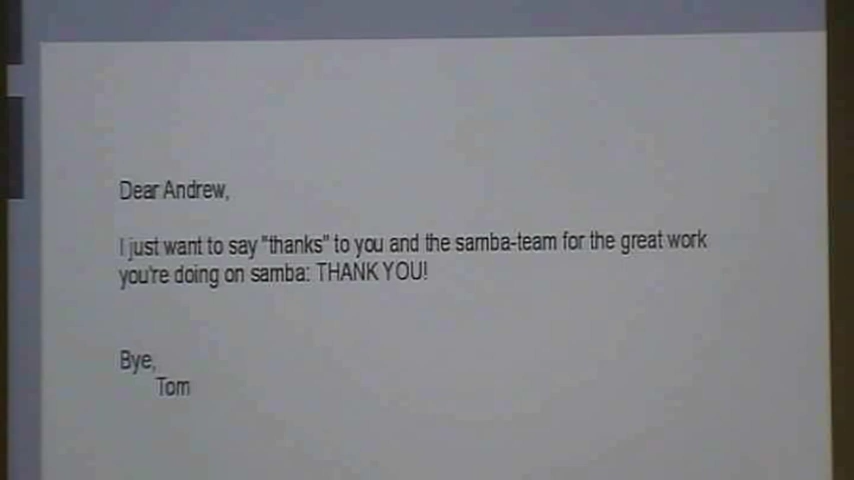 Dear Andrew,
I just want to say "thanks" to you and the samba-team for the great work
you're doing on samba: THANK YOU!
Bye,
Tom